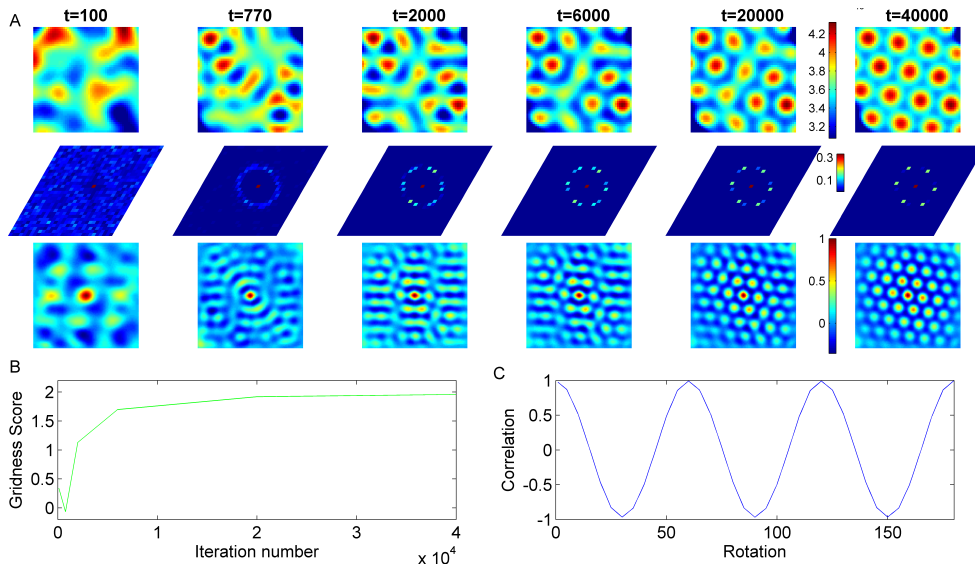 A
t=100 t=770 t=2000 t=6000 t=20000 t=40000
4.2
4
3.8
3.6
3.4
3.2
0.3
0.1
1
0.5
0
B
Gridness Score
2
1.5
1
0.5
0
0 1 2 3 4
Iteration number
x 10^4
C
Correlation
1
0.5
0
-0.5
-1
0 50 100 150
Rotation